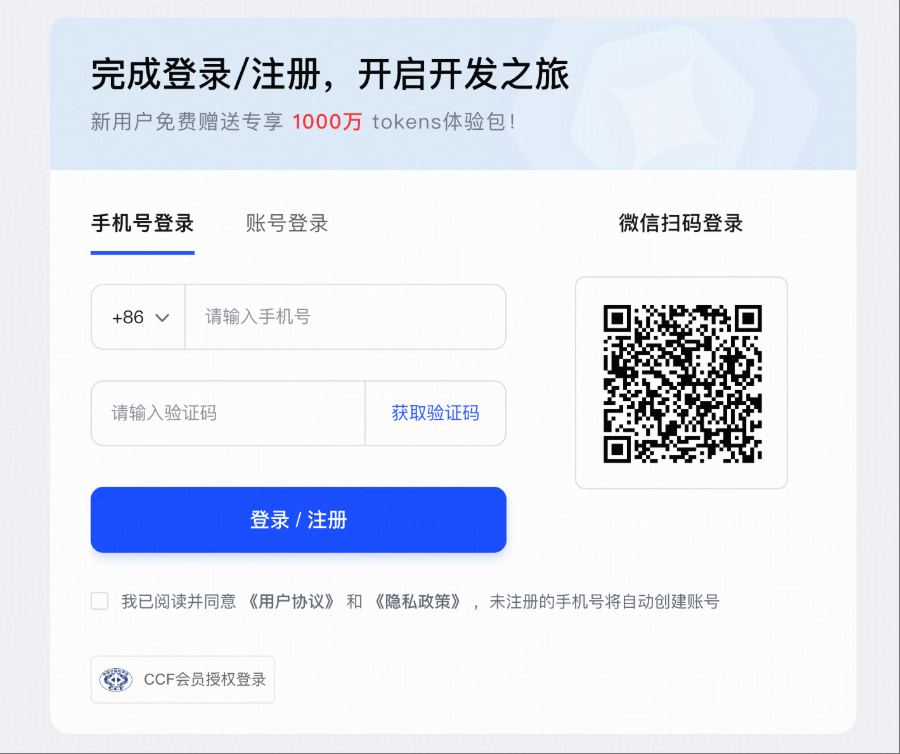 完成登录/注册，开启开发之旅
新用户免费赠送专享 1000万 tokens体验包！
手机号登录
账号登录
微信扫码登录
+86
请输入手机号
请输入验证码
获取验证码
登录 / 注册
我已阅读并同意 《用户协议》 和 《隐私政策》 ，未注册的手机号将自动创建账号
CCF会员授权登录